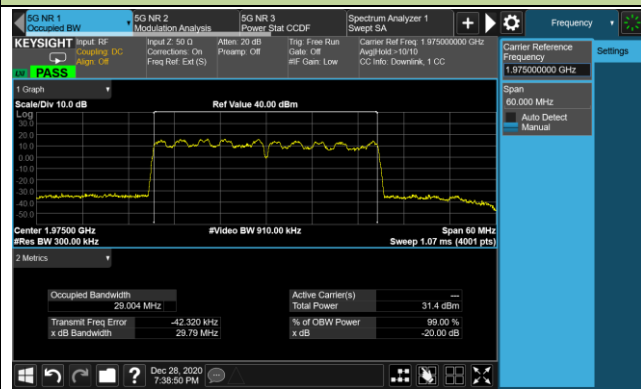 5G NR 1
Occupied BW
5G NR 2
Modulation Analysis
5G NR 3
Power Stat CCDF
Spectrum Analyzer 1
Swept SA
Frequency
KEYSIGHT
Input: RF
Coupling: DC
Align: Off
Input Z: 50 Ω
Corrections: On
Freq Ref: Ext (S)
Atten: 20 dB
Preamp: Off
Trig: Free Run
Gate: Off
#IF Gain: Low
Carrier Ref Freq: 1.975000000 GHz
Avg|Hold:>10/10
CC Info: Downlink, 1 CC
PASS
Carrier Reference
Frequency
1.975000000 GHz
Settings
Span
60.000 MHz
Auto Detect
Manual
1 Graph
Scale/Div 10.0 dB
Ref Value 40.00 dBm
Log
30.0
20.0
10.0
0.00
-10.0
-20.0
-30.0
-40.0
-50.0
Center 1.97500 GHz
#Res BW 300.00 kHz
#Video BW 910.00 kHz
Span 60 MHz
Sweep 1.07 ms (4001 pts)
2 Metrics
Occupied Bandwidth
29.004 MHz
Active Carrier(s)
---
Total Power
31.4 dBm
Transmit Freq Error
-42.320 kHz
% of OBW Power
99.00 %
x dB Bandwidth
29.79 MHz
x dB
-20.00 dB
Dec 28, 2020
7:38:50 PM